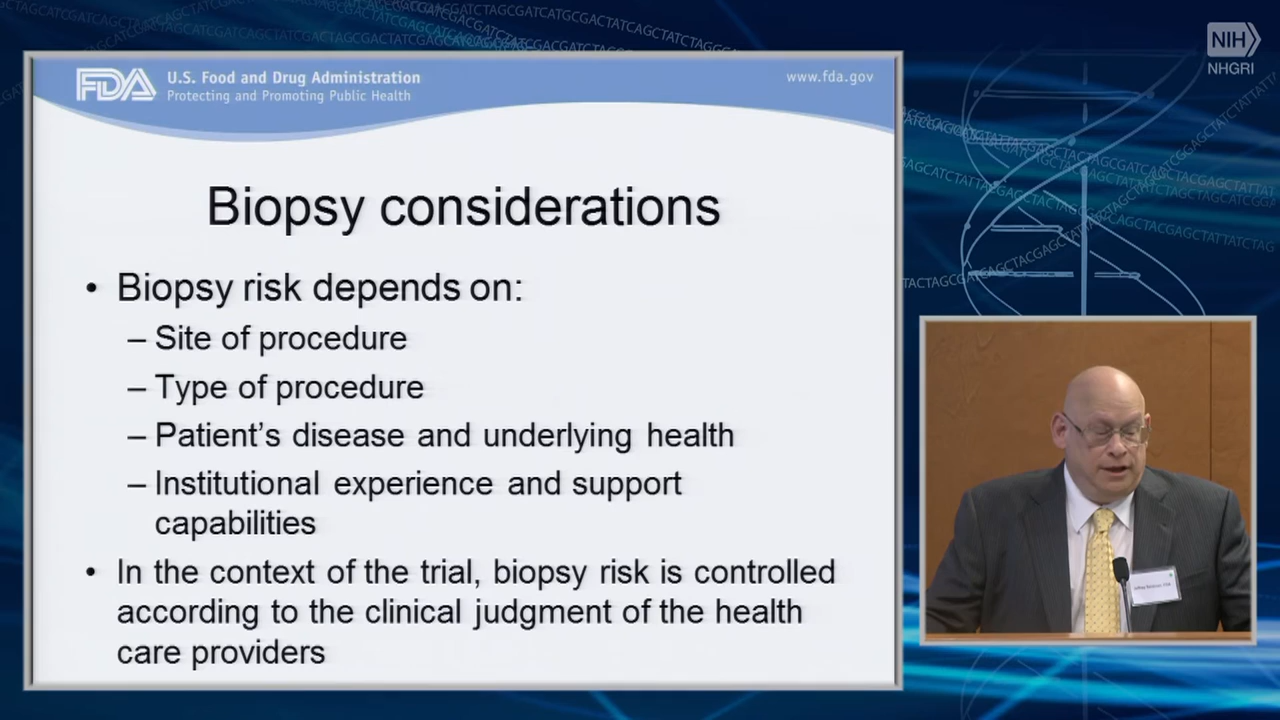 NIH
NHGRI
FDA U.S. Food and Drug Administration
Protecting and Promoting Public Health
www.fda.gov
Biopsy considerations
• Biopsy risk depends on:
– Site of procedure
– Type of procedure
– Patient's disease and underlying health
– Institutional experience and support
capabilities
• In the context of the trial, biopsy risk is controlled
according to the clinical judgment of the health
care providers